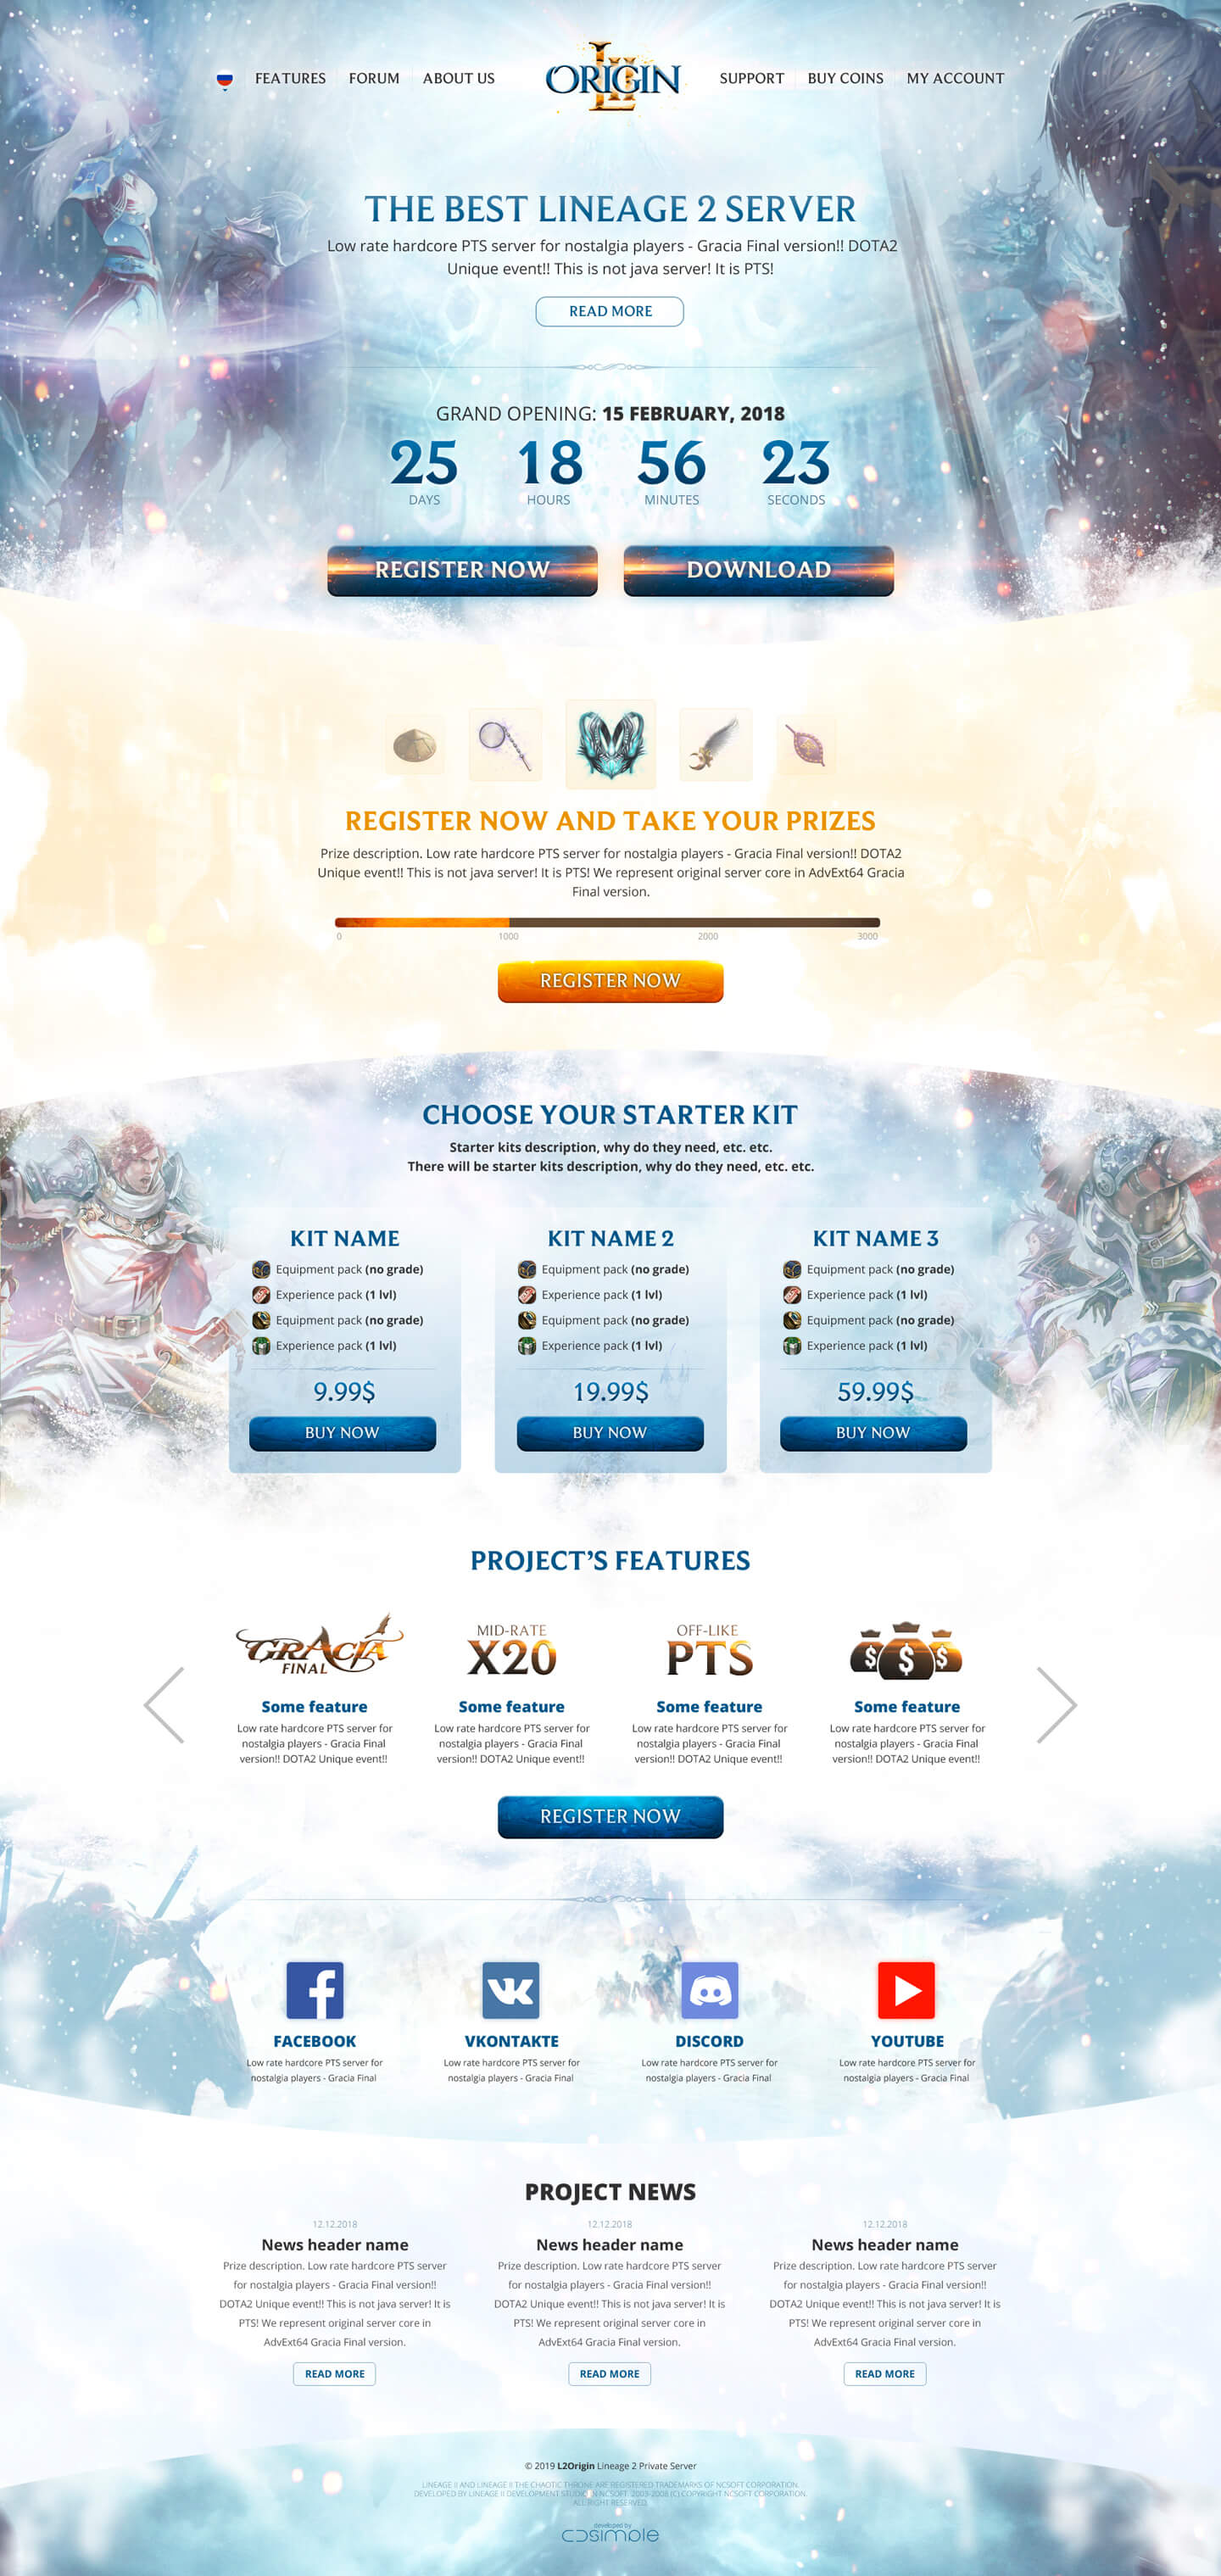 FEATURES
FORUM
ABOUT US
L2
ORIGIN
SUPPORT
BUY COINS
MY ACCOUNT
THE BEST LINEAGE 2 SERVER
Low rate hardcore PTS server for nostalgia players - Gracia Final version!! DOTA2
Unique event!! This is not java server! It is PTS!
READ MORE
GRAND OPENING: 15 FEBRUARY, 2018
25 18 56 23
DAYS HOURS MINUTES SECONDS
REGISTER NOW
DOWNLOAD
REGISTER NOW AND TAKE YOUR PRIZES
Prize description. Low rate hardcore PTS server for nostalgia players - Gracia Final version!! DOTA2
Unique event!! This is not java server! It is PTS! We represent original server core in AdvExt64 Gracia
Final version.
0 1000 2000 3000
REGISTER NOW
CHOOSE YOUR STARTER KIT
Starter kits description, why do they need, etc. etc.
There will be starter kits description, why do they need, etc. etc.
KIT NAME
Equipment pack (no grade)
Experience pack (1 lvl)
Equipment pack (no grade)
Experience pack (1 lvl)
9.99$
BUY NOW
KIT NAME 2
Equipment pack (no grade)
Experience pack (1 lvl)
Equipment pack (no grade)
Experience pack (1 lvl)
19.99$
BUY NOW
KIT NAME 3
Equipment pack (no grade)
Experience pack (1 lvl)
Equipment pack (no grade)
Experience pack (1 lvl)
59.99$
BUY NOW
PROJECT'S FEATURES
GRACIA
FINAL
Some feature
Low rate hardcore PTS server for
nostalgia players - Gracia Final
version!! DOTA2 Unique event!!
MID-RATE
X20
Some feature
Low rate hardcore PTS server for
nostalgia players - Gracia Final
version!! DOTA2 Unique event!!
OFF-LIKE
PTS
Some feature
Low rate hardcore PTS server for
nostalgia players - Gracia Final
version!! DOTA2 Unique event!!
$ $ $
Some feature
Low rate hardcore PTS server for
nostalgia players - Gracia Final
version!! DOTA2 Unique event!!
REGISTER NOW
FACEBOOK
Low rate hardcore PTS server for
nostalgia players - Gracia Final
VKONTAKTE
Low rate hardcore PTS server for
nostalgia players - Gracia Final
DISCORD
Low rate hardcore PTS server for
nostalgia players - Gracia Final
YOUTUBE
Low rate hardcore PTS server for
nostalgia players - Gracia Final
PROJECT NEWS
12.12.2018
News header name
Prize description. Low rate hardcore PTS server
for nostalgia players - Gracia Final version!!
DOTA2 Unique event!! This is not java server! It is
PTS! We represent original server core in
AdvExt64 Gracia Final version.
READ MORE
12.12.2018
News header name
Prize description. Low rate hardcore PTS server
for nostalgia players - Gracia Final version!!
DOTA2 Unique event!! This is not java server! It is
PTS! We represent original server core in
AdvExt64 Gracia Final version.
READ MORE
12.12.2018
News header name
Prize description. Low rate hardcore PTS server
for nostalgia players - Gracia Final version!!
DOTA2 Unique event!! This is not java server! It is
PTS! We represent original server core in
AdvExt64 Gracia Final version.
READ MORE
© 2019 L2Origin Lineage 2 Private Server
LINEAGE II AND LINEAGE II THE CHAOTIC THRONE ARE REGISTERED TRADEMARKS OF NCSOFT CORPORATION.
DEVELOPED BY LINEAGE II DEVELOPMENT STUDIO IN NCSOFT. 2003-2008 (C) COPYRIGHT NCSOFT CORPORATION.
ALL RIGHT RESERVED.
developed by
simple